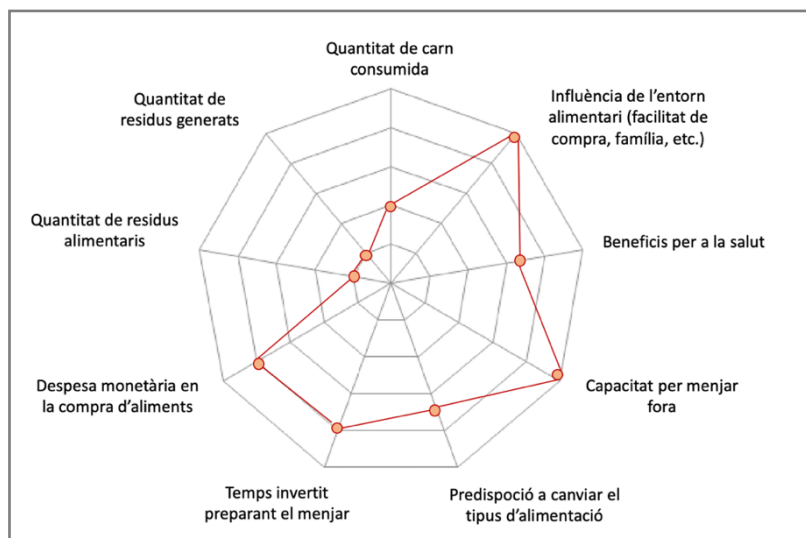 Quantitat de carn
consumida
Influència de l'entorn
alimentari (facilitat de
compra, família, etc.)
Beneficis per a la salut
Capacitat per menjar
fora
Predispoció a canviar el
tipus d'alimentació
Temps invertit
preparant el menjar
Despesa monetària en
la compra d'aliments
Quantitat de residus
alimentaris
Quantitat de
residus generats